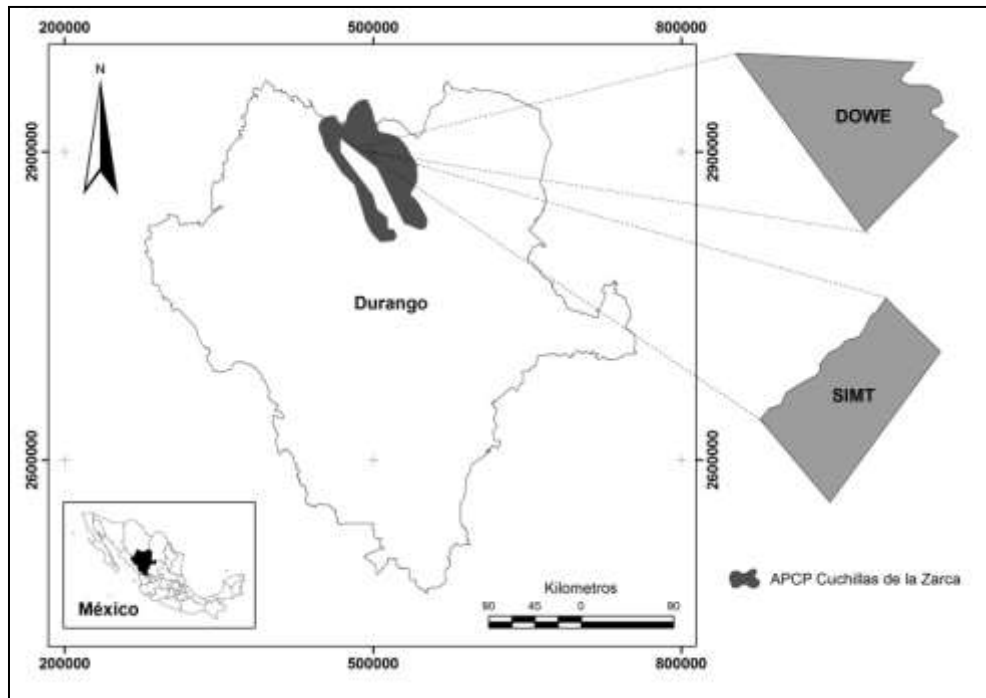 200000 500000 800000
N
DOWE
2900000 2900000
Durango
SIMT
2600000 2600000
Kilometros
90 45 0 90
APCP Cuchillas de la Zarca
México
200000 500000 800000